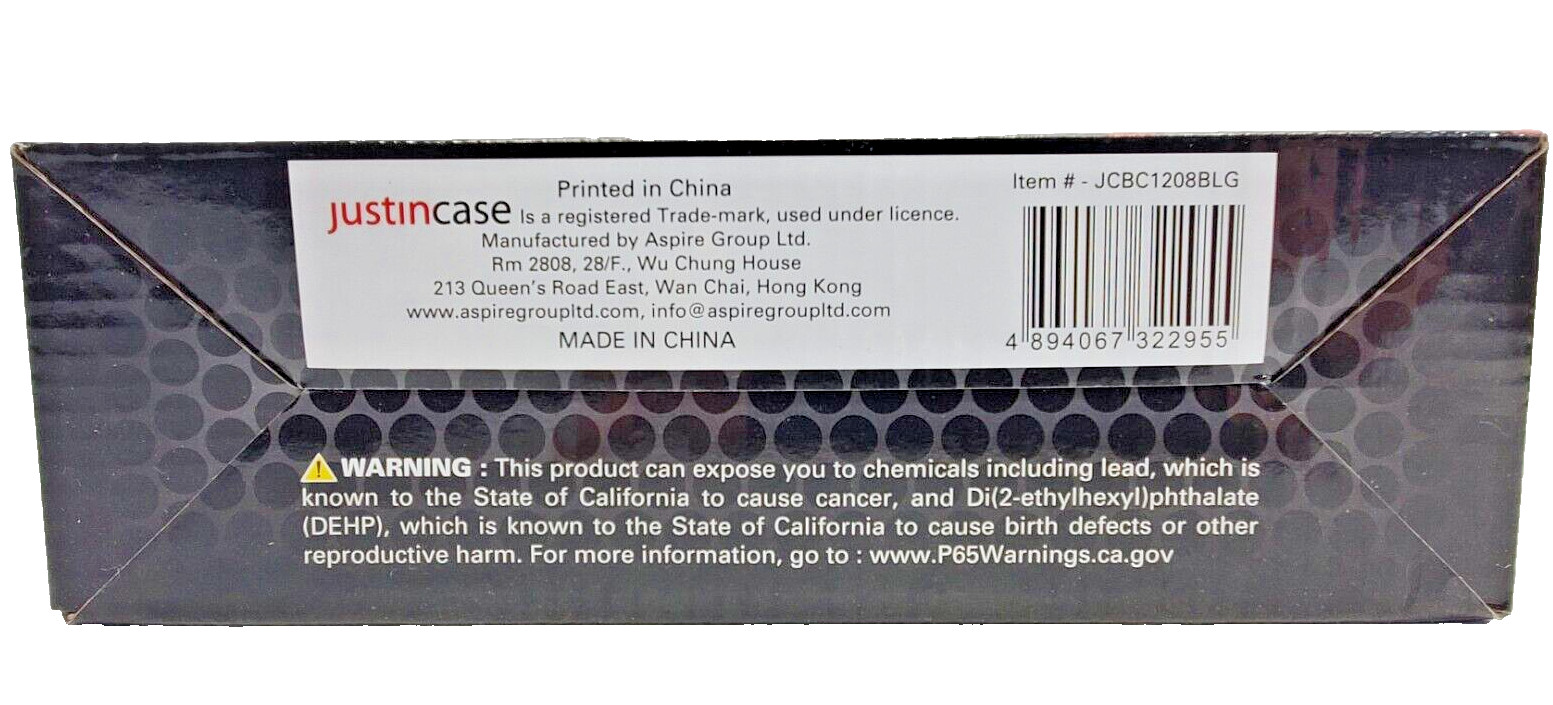 Printed in China
justincase Is a registered Trade-mark, used under licence.
Manufactured by Aspire Group Ltd.
Rm 2808, 28/F., Wu Chung House
213 Queen's Road East, Wan Chai, Hong Kong
www.aspiregroupltd.com, info@aspiregroupltd.com
MADE IN CHINA
Item # - JCBC1208BLG
4 894067 322955
WARNING : This product can expose you to chemicals including lead, which is
known to the State of California to cause cancer, and Di(2-ethylhexyl)phthalate
(DEHP), which is known to the State of California to cause birth defects or other
reproductive harm. For more information, go to : www.P65Warnings.ca.gov